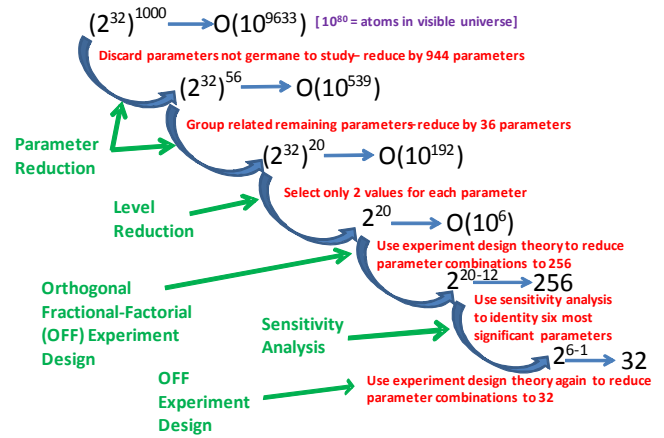 (2³²)¹⁰⁰⁰ O(10⁹⁶³³) [10⁸⁰ = atoms in visible universe]
Discard parameters not germane to study– reduce by 944 parameters
(2³²)⁵⁶ O(10⁵³⁹)
Group related remaining parameters–reduce by 36 parameters
Parameter
Reduction
(2³²)²⁰ O(10¹⁹²)
Select only 2 values for each parameter
Level
Reduction
2²⁰ O(10⁶)
Use experiment design theory to reduce
parameter combinations to 256
Orthogonal
Fractional-Factorial
(OFF) Experiment
Design
2²⁰⁻¹² 256
Use sensitivity analysis
to identity six most
significant parameters
Sensitivity
Analysis
2⁶⁻¹ 32
OFF
Experiment
Design
Use experiment design theory again to reduce
parameter combinations to 32